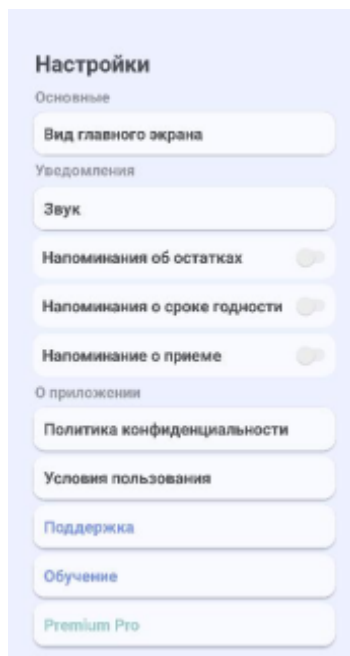 Настройки
Основные
Вид главного экрана
Уведомления
Звук
Напоминания об остатках
Напоминания о сроке годности
Напоминание о приеме
О приложении
Политика конфиденциальности
Условия пользования
Поддержка
Обучение
Premium Pro